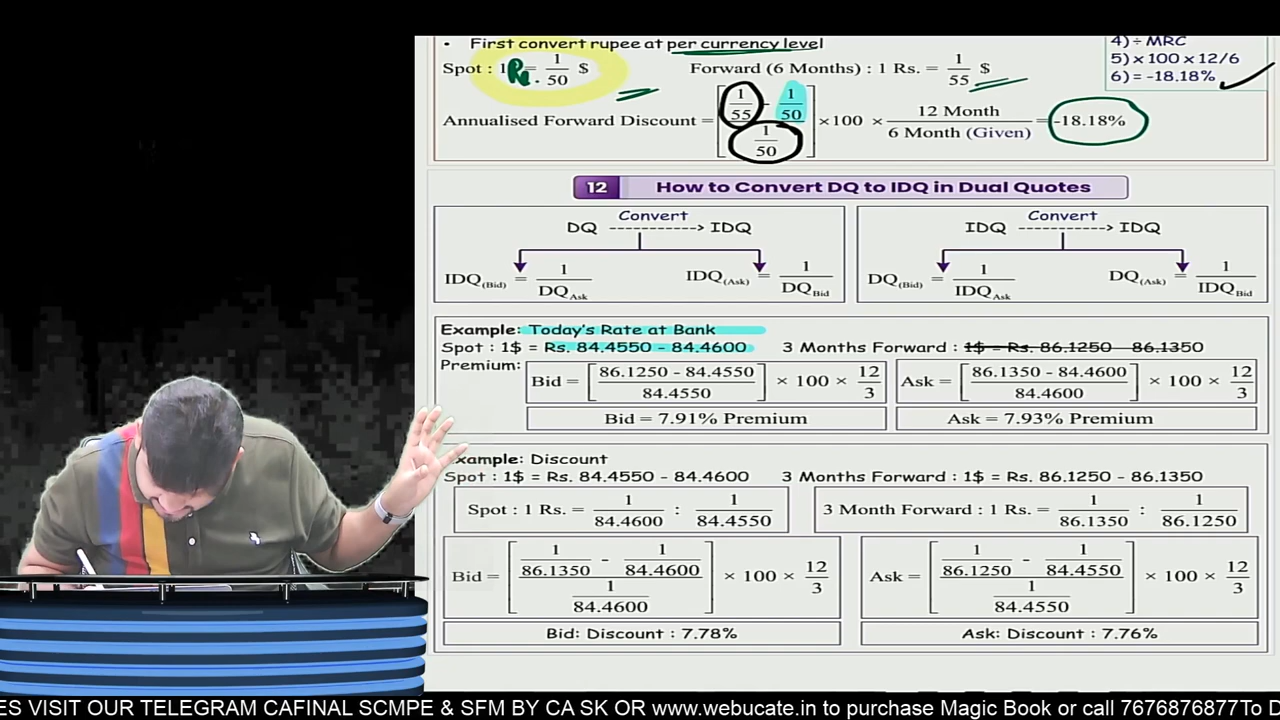 • First convert rupee at per currency level
Spot : 1 Re. = 1/50 $ Forward (6 Months) : 1 Rs. = 1/55 $
Annualised Forward Discount = [(1/55 - 1/50) / (1/50)] ×100 × 12 Month / 6 Month (Given) = -18.18%
4) ÷ MRC
5) x 100 x 12/6
6) = -18.18%
12 How to Convert DQ to IDQ in Dual Quotes
Convert
DQ -----------> IDQ
IDQ(Bid) = 1/DQAsk IDQ(Ask) = 1/DQBid
Convert
IDQ -----------> IDQ
DQ(Bid) = 1/IDQAsk DQ(Ask) = 1/IDQBid
Example: Today's Rate at Bank
Spot : 1$ = Rs. 84.4550 - 84.4600 3 Months Forward : 1$ = Rs. 86.1250 86.1350
Premium:
Bid = [(86.1250 - 84.4550) / 84.4550] × 100 × 12/3 Ask = [(86.1350 - 84.4600) / 84.4600] × 100 × 12/3
Bid = 7.91% Premium Ask = 7.93% Premium
Example: Discount
Spot : 1$ = Rs. 84.4550 - 84.4600 3 Months Forward : 1$ = Rs. 86.1250 - 86.1350
Spot : 1 Rs. = 1/84.4600 : 1/84.4550 3 Month Forward : 1 Rs. = 1/86.1350 : 1/86.1250
Bid = [(1/86.1350 - 1/84.4600) / (1/84.4600)] × 100 × 12/3 Ask = [(1/86.1250 - 1/84.4550) / (1/84.4550)] × 100 × 12/3
Bid: Discount : 7.78% Ask: Discount : 7.76%
ES VISIT OUR TELEGRAM CAFINAL SCMPE & SFM BY CA SK OR www.webucate.in to purchase Magic Book or call 7676876877To D